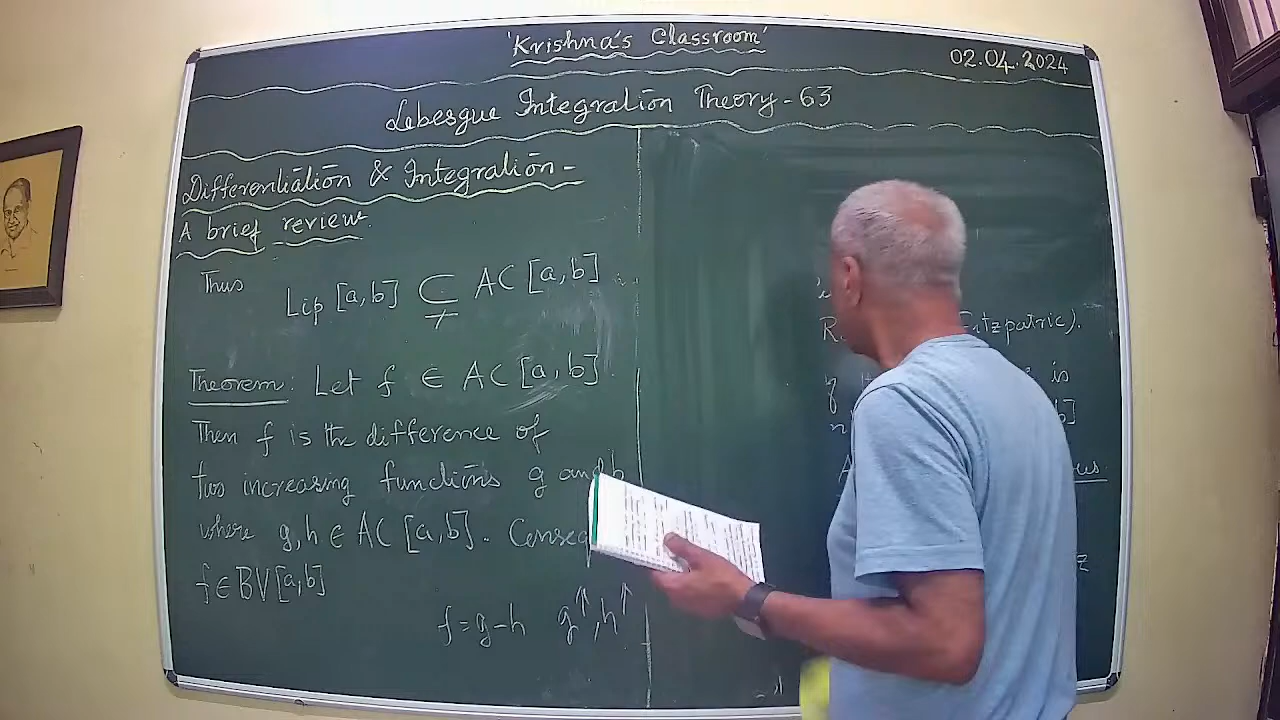 'Krishna's Classroom'
02.04.2024
Lebesgue Integration Theory - 63
Differentiation & Integration -
A brief review.
Thus
Lip [a,b] ⊊ AC [a,b]
Theorem: Let f ∈ AC [a,b].
Then f is the difference of
two increasing functions g and h
where g,h ∈ AC [a,b].
f ∈ BV[a,b]
f = g - h g↑, h↑
is